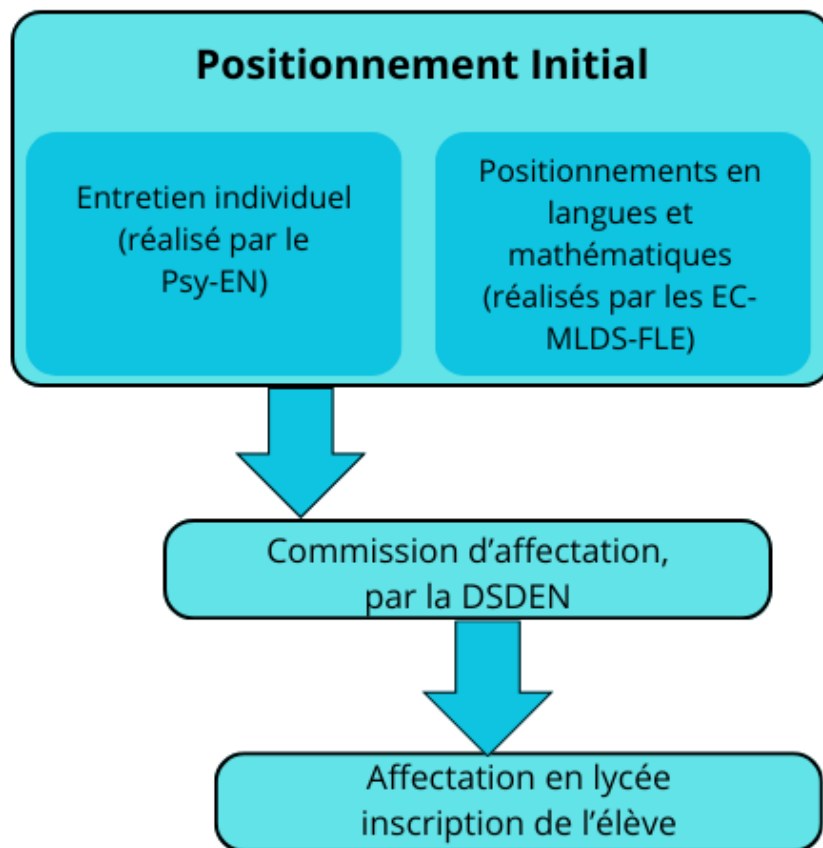 Positionnement Initial
Entretien individuel
(réalisé par le
Psy-EN)
Positionnements en
langues et
mathématiques
(réalisés par les EC-
MLDS-FLE)
Commission d’affectation,
par la DSDEN
Affectation en lycée
inscription de l’élève